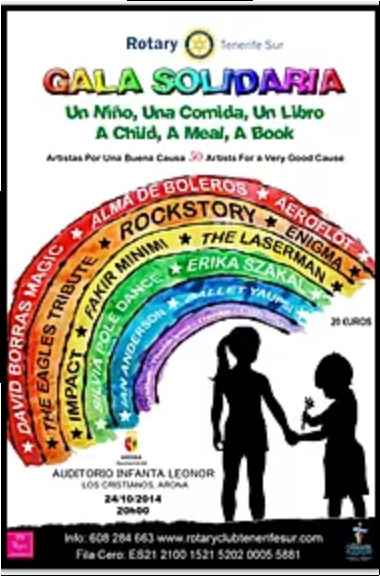 Rotary Tenerife Sur
GALA SOLIDARIA
Un Niño, Una Comida, Un Libro
A Child, A Meal, A Book
Artistas Por Una Buena Causa 50 Artists For a Very Good Cause
DAVID BORRAS MAGIC ★ ALMA DE BOLEROS ★ AEROFLOT ★
★ THE EAGLES TRIBUTE ★ ROCKSTORY ★ ENIGMA ★
IMPACT ★ FAKIR MINIMI ★ THE LASERMAN ★
★ SILVIA POLE DANCE ★ ERIKA SZAKAL ★
★ IAN ANDERSON ★ BALLET
20 EUROS
ARONA
AUDITORIO INFANTA LEONOR
LOS CRISTIANOS, ARONA
24/10/2014
20H00
Info: 608 284 663 www.rotaryclubtenerifesur.com
Fila Cero: ES21 2100 1521 5202 0005 5881